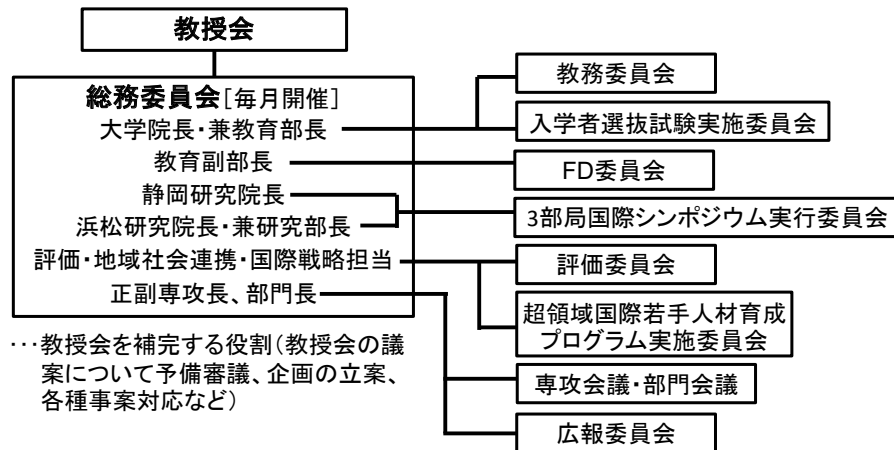 教授会
総務委員会[毎月開催]
大学院長・兼教育部長
教育副部長
静岡研究院長
浜松研究院長・兼研究部長
評価・地域社会連携・国際戦略担当
正副専攻長、部門長
…教授会を補完する役割(教授会の議
案について予備審議、企画の立案、
各種事案対応など)
教務委員会
入学者選抜試験実施委員会
FD委員会
3部局国際シンポジウム実行委員会
評価委員会
超領域国際若手人材育成
プログラム実施委員会
専攻会議・部門会議
広報委員会